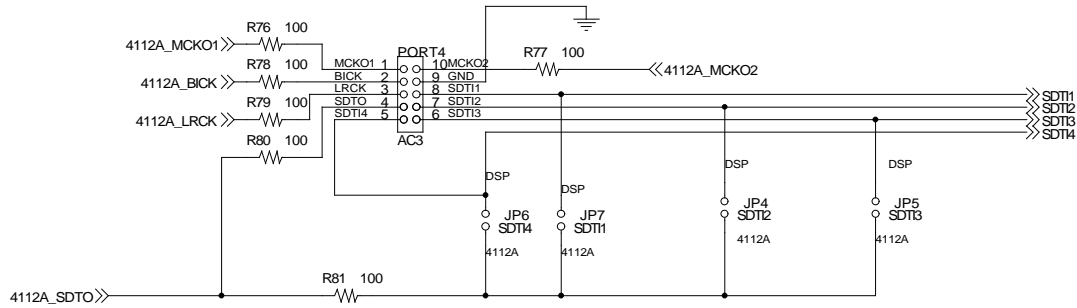 R76 100
4112A_MCKO1
R78 100
4112A_BICK
R79 100
4112A_LRCK
R80 100
PORT4
MCKO1 1 10 MCKO2
BICK 2 9 GND
LRCK 3 8 SDTI1
SDTO 4 7 SDTI2
SDTI4 5 6 SDTI3
AC3
R77 100
4112A_MCKO2
SDTI1
SDTI2
SDTI3
SDTI4
DSP
JP6
SDTI4
4112A
DSP
JP7
SDTI1
4112A
DSP
JP4
SDTI2
4112A
DSP
JP5
SDTI3
4112A
R81 100
4112A_SDTO